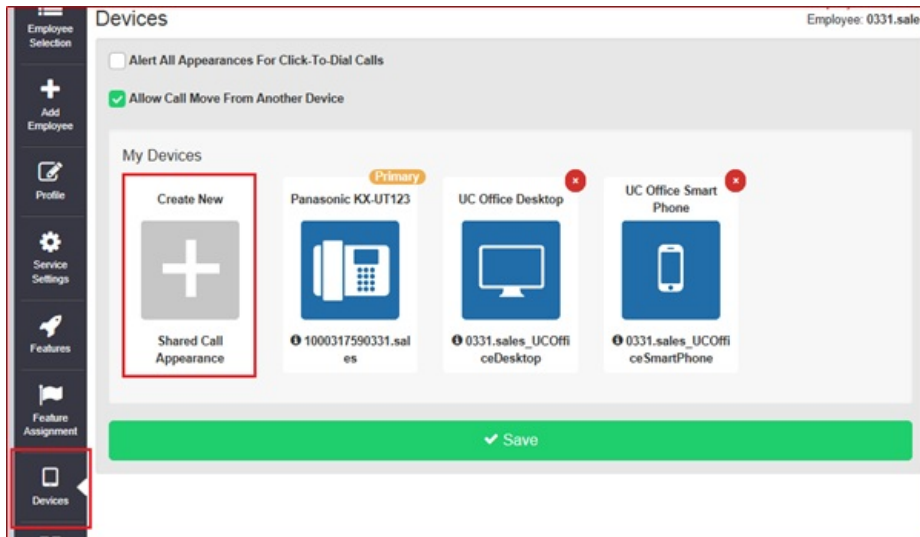 Employee
Selection
Add
Employee
Profile
Service
Settings
Features
Feature
Assignment
Devices
Devices
Employee: 0331.sale
Alert All Appearances For Click-To-Dial Calls
Allow Call Move From Another Device
My Devices
Create New
Shared Call
Appearance
Primary
Panasonic KX-UT123
1000317590331.sal
es
UC Office Desktop
0331.sales_UCOffi
ceDesktop
UC Office Smart
Phone
0331.sales_UCOffi
ceSmartPhone
Save